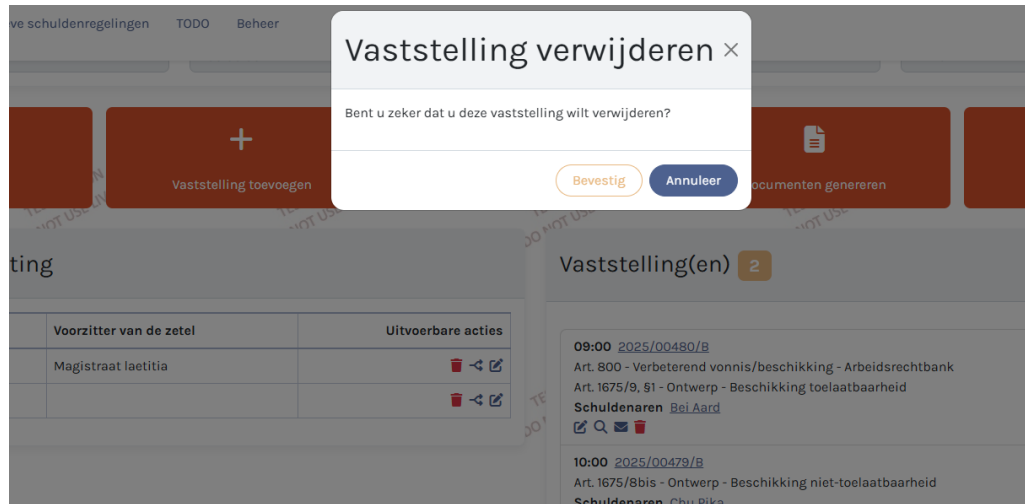 ve schuldenregelingen TODO Beheer
Vaststelling verwijderen
Bent u zeker dat u deze vaststelling wilt verwijderen?
Bevestig Annuleer
Vaststelling toevoegen
ocumenten genereren
ting
Voorzitter van de zetel Uitvoerbare acties
Magistraat laetitia
Vaststelling(en) 2
09:00 2025/00480/B
Art. 800 - Verbeterend vonnis/beschikking - Arbeidsrechtbank
Art. 1675/9, §1 - Ontwerp - Beschikking toelaatbaarheid
Schuldenaren Bei Aard
10:00 2025/00479/B
Art. 1675/8bis - Ontwerp - Beschikking niet-toelaatbaarheid
Schuldenaren Chu Pika